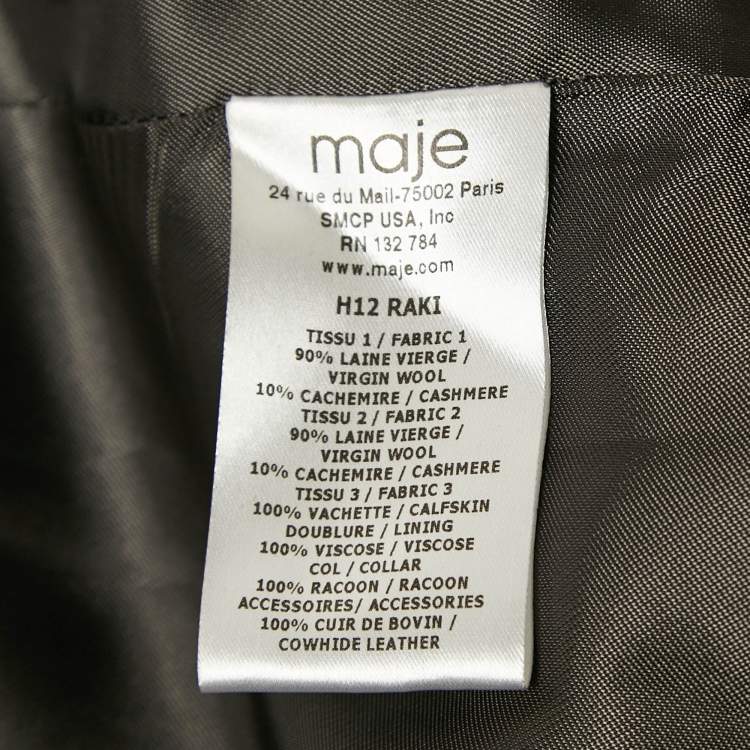 maje
24 rue du Mail-75002 Paris
SMCP USA, Inc
RN 132 784
www.maje.com
H12 RAKI
TISSU 1 / FABRIC 1
90% LAINE VIERGE /
VIRGIN WOOL
10% CACHEMIRE / CASHMERE
TISSU 2 / FABRIC 2
90% LAINE VIERGE /
VIRGIN WOOL
10% CACHEMIRE / CASHMERE
TISSU 3 / FABRIC 3
100% VACHETTE / CALFSKIN
DOUBLURE / LINING
100% VISCOSE / VISCOSE
COL / COLLAR
100% RACOON / RACOON
ACCESSOIRES/ ACCESSORIES
100% CUIR DE BOVIN /
COWHIDE LEATHER